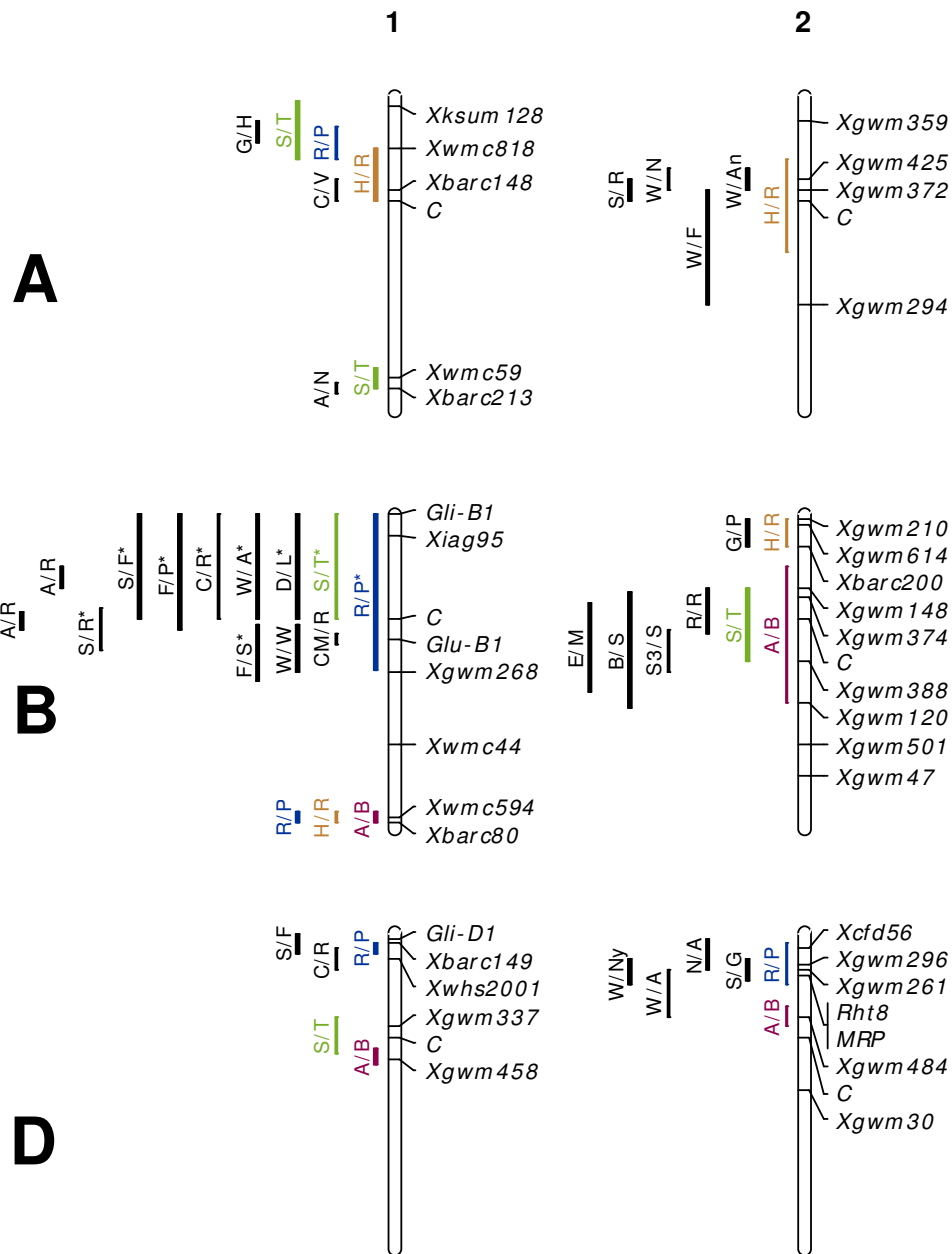 1
2
A
G/H
S/T
R/P
C/V
H/R
Xksum128
Xwmc818
Xbarc148
C
A/N
S/T
Xwmc59
Xbarc213
S/R
W/N
W/F
W/An
H/R
Xgwm359
Xgwm425
Xgwm372
C
Xgwm294
B
A/R
A/R
S/R*
S/F*
F/P*
C/R*
W/A*
D/L*
S/T*
R/P*
F/S*
W/W
CM/R
Gli-B1
Xiag95
C
Glu-B1
Xgwm268
Xwmc44
R/P
H/R
A/B
Xwmc594
Xbarc80
G/P
H/R
E/M
B/S
S3/S
R/R
S/T
A/B
Xgwm210
Xgwm614
Xbarc200
Xgwm148
Xgwm374
C
Xgwm388
Xgwm120
Xgwm501
Xgwm47
D
S/F
C/R
R/P
S/T
A/B
Gli-D1
Xbarc149
Xwhs2001
Xgwm337
C
Xgwm458
W/Ny
W/A
N/A
S/G
R/P
A/B
Xcfd56
Xgwm296
Xgwm261
Rht8
MRP
Xgwm484
C
Xgwm30